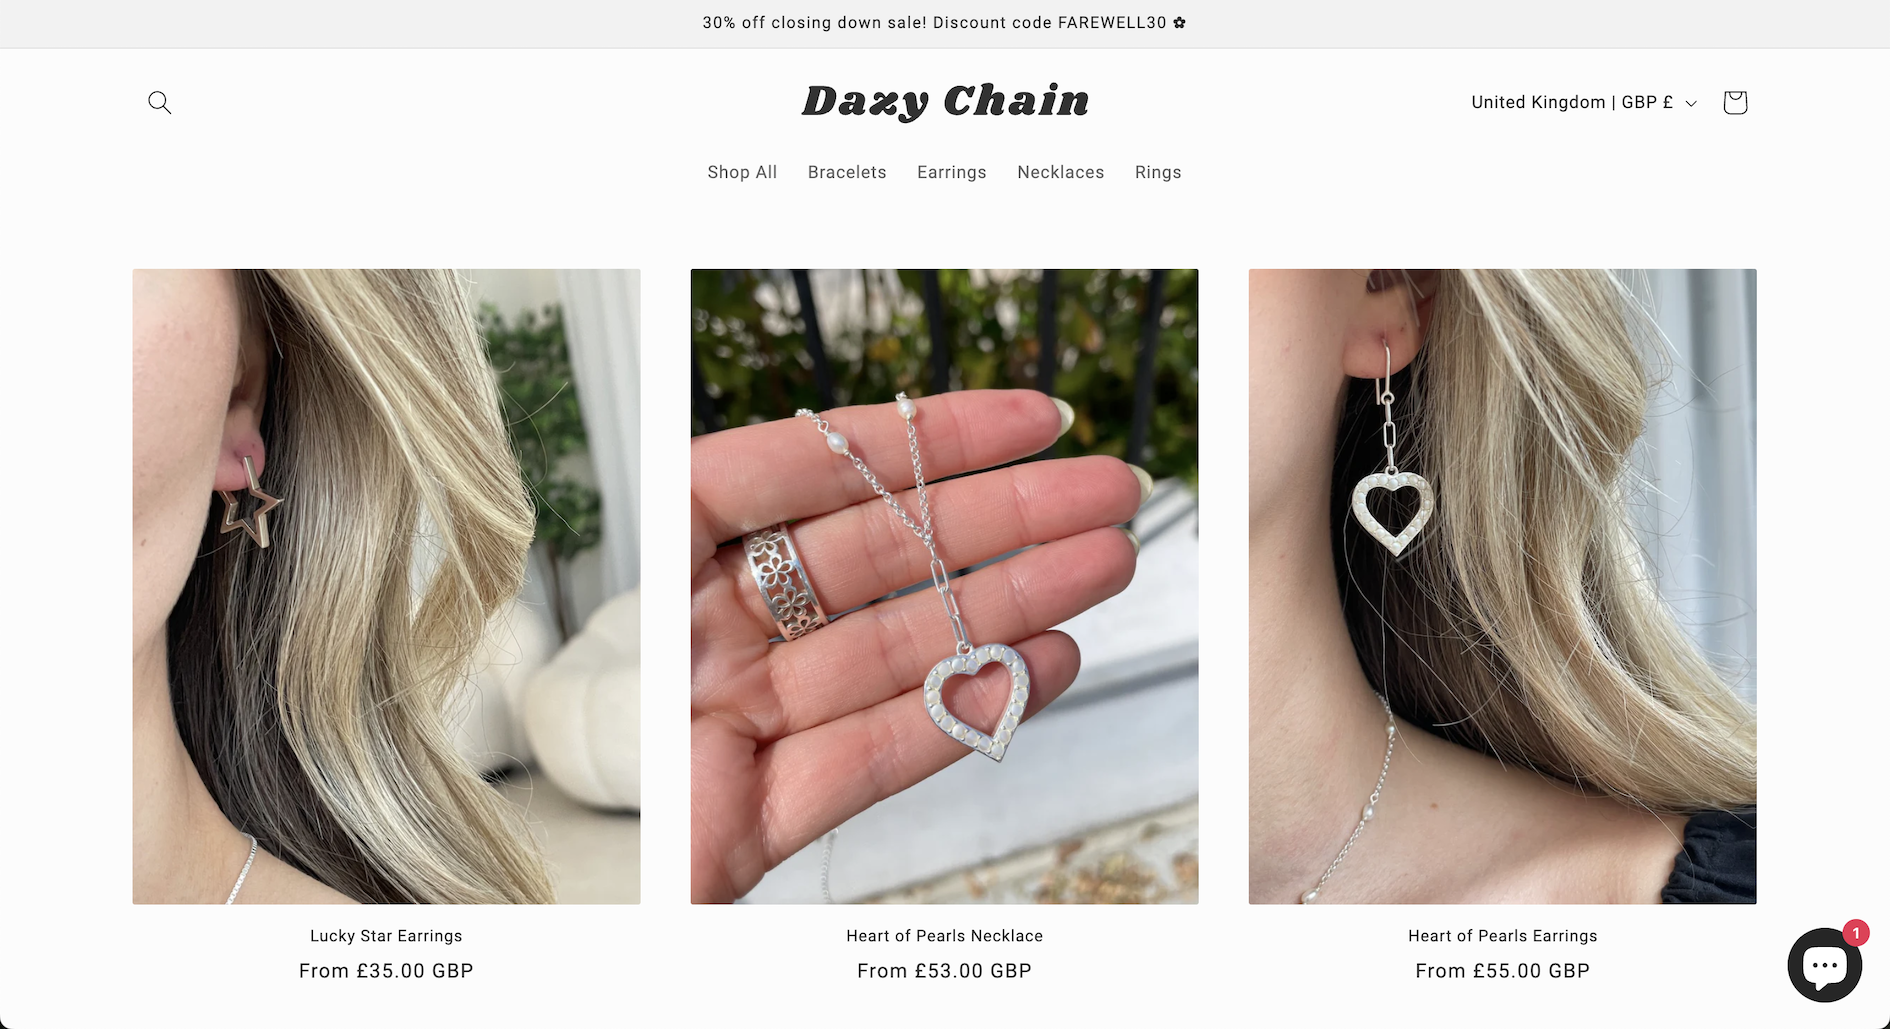 30% off closing down sale! Discount code FAREWELL30 ✿
Dazy Chain
United Kingdom | GBP £
Shop All Bracelets Earrings Necklaces Rings
Lucky Star Earrings
From £35.00 GBP
Heart of Pearls Necklace
From £53.00 GBP
Heart of Pearls Earrings
From £55.00 GBP
1